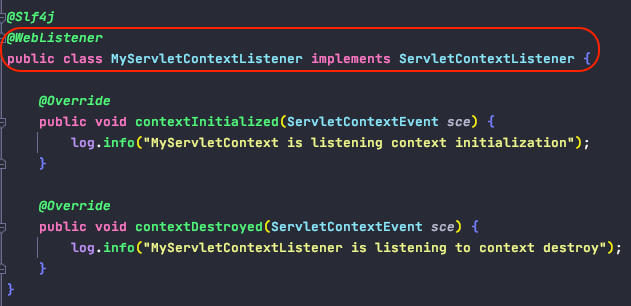 @Slf4j
@WebListener
public class MyServletContextListener implements ServletContextListener {
@Override
public void contextInitialized(ServletContextEvent sce) {
log.info("MyServletContext is listening context initialization");
}
@Override
public void contextDestroyed(ServletContextEvent sce) {
log.info("MyServletContextListener is listening to context destroy");
}
}